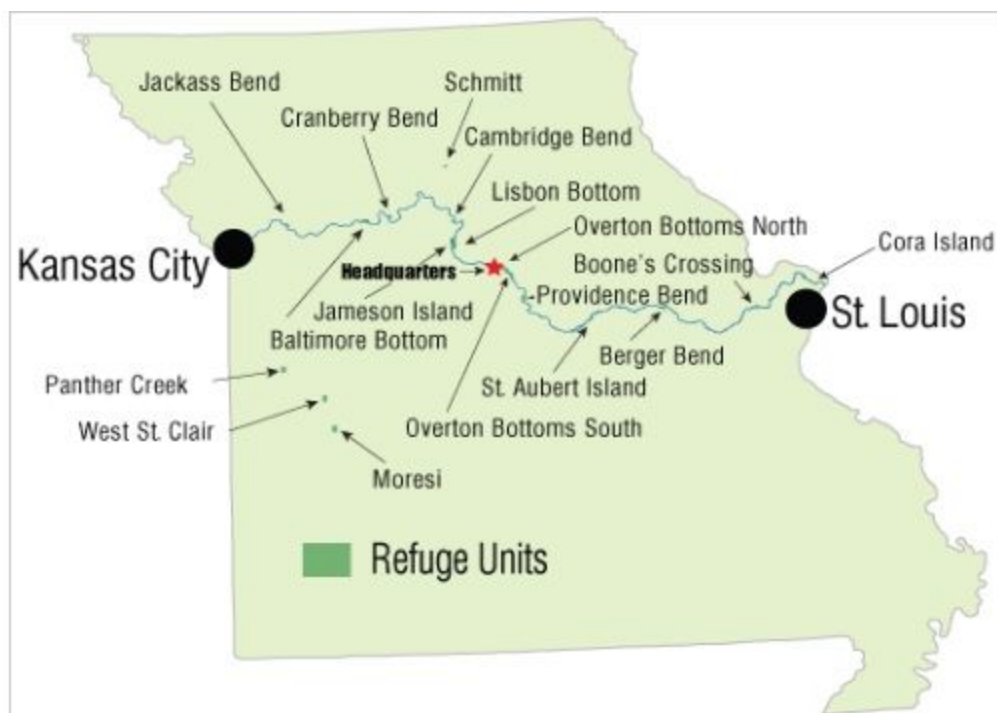 Schmitt
Jackass Bend
Cranberry Bend
Cambridge Bend
Lisbon Bottom
Overton Bottoms North
Cora Island
Kansas City
Boone's Crossing
Headquarters
Providence Bend
Jameson Island
St. Louis
Baltimore Bottom
Berger Bend
Panther Creek
St. Aubert Island
West St. Clair
Overton Bottoms South
Moresi
Refuge Units